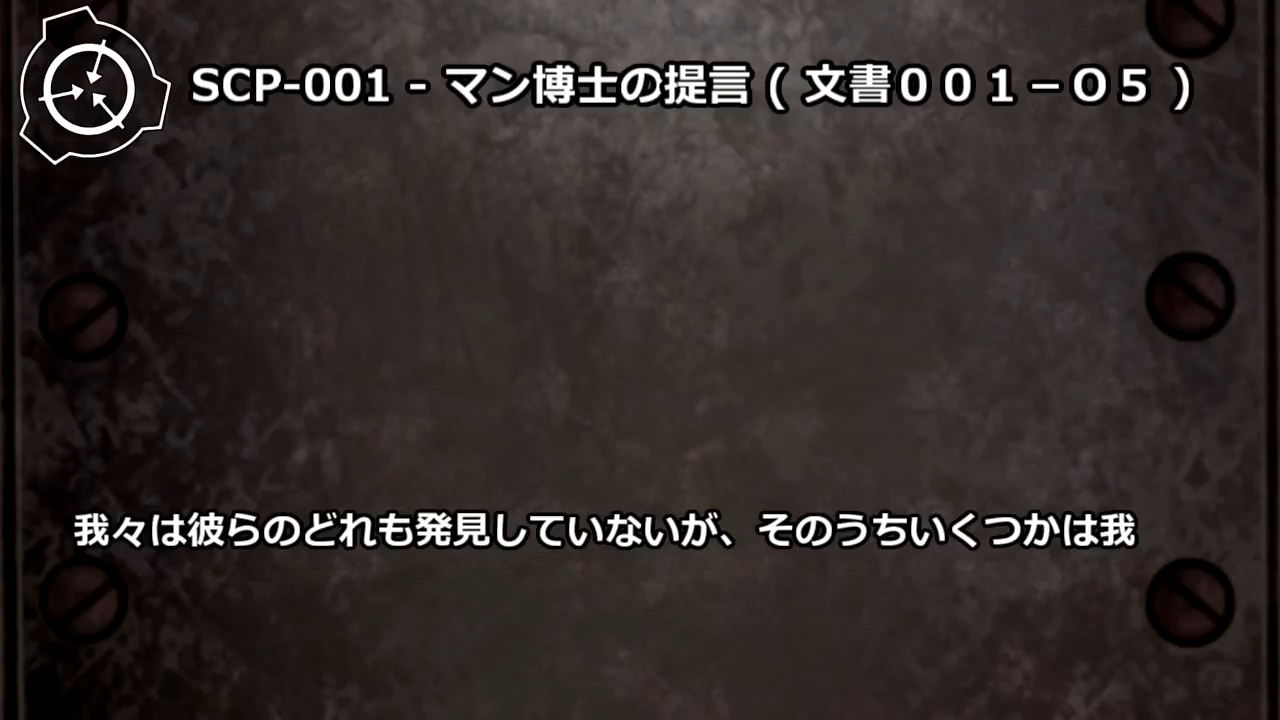 SCP-001 - マン博士の提言 ( 文書００１－Ｏ５ )
我々は彼らのどれも発見していないが、そのうちいくつかは我